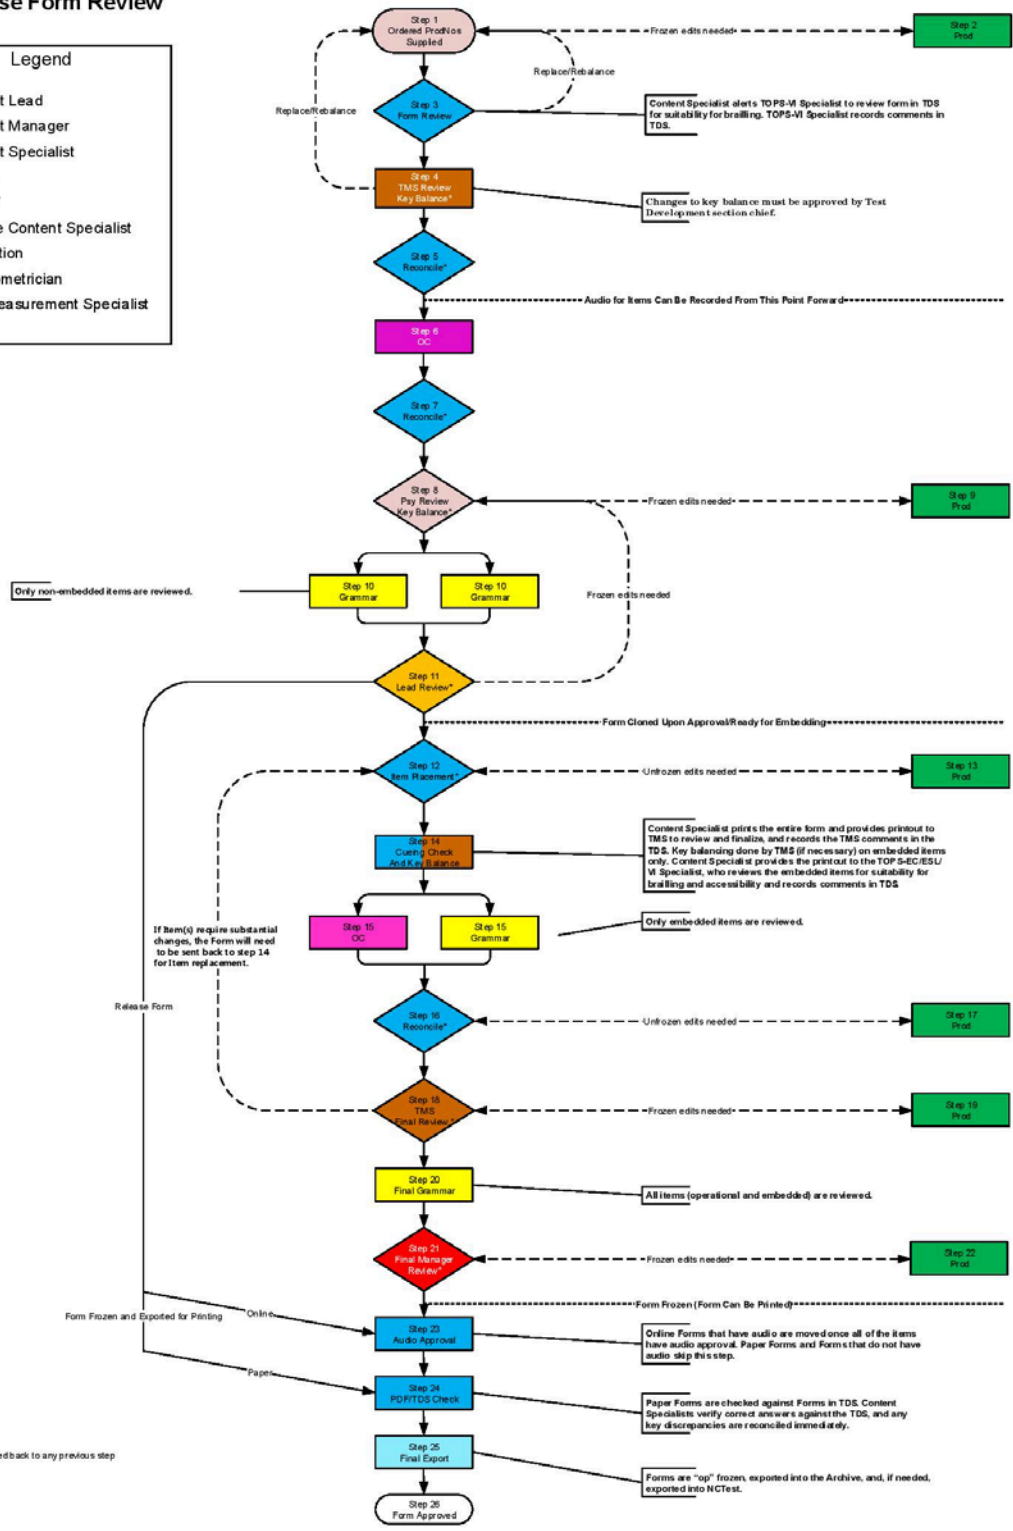 se Form Review
Legend
t Lead
t Manager
t Specialist
e Content Specialist
tion
ometrician
easurement Specialist
Step 1
Ordered ProdNos
Supplied
Frozen edits needed
Step 2
Prod
Replace/Rebalance
Replace/Rebalance
Step 3
Form Review
Content Specialist alerts TOPS-VI Specialist to review form in TDS
for suitability for brailling. TOPS-VI Specialist records comments in
TDS.
Step 4
TMS Review
Key Balance*
Changes to key balance must be approved by Test
Development section chief.
Step 5
Reconcile*
Audio for Items Can Be Recorded From This Point Forward
Step 6
OC
Step 7
Reconcile*
Step 8
Psy Review
Key Balance*
Frozen edits needed
Step 9
Prod
Only non-embedded items are reviewed.
Step 10
Grammar
Step 10
Grammar
Frozen edits needed
Step 11
Lead Review*
Form Cloned Upon Approval/Ready for Embedding
Step 12
Item Placement*
Unfrozen edits needed
Step 13
Prod
Step 14
Cueing Check
And Key Balance
Content Specialist prints the entire form and provides printout to
TMS to review and finalize, and records the TMS comments in the
TDS. Key balancing done by TMS (if necessary) on embedded items
only. Content Specialist provides the printout to the TOPS-EC/ESL/
VI Specialist, who reviews the embedded items for suitability for
brailling and accessibility and records comments in TDS
Step 15
OC
Step 15
Grammar
Only embedded items are reviewed.
If Item(s) require substantial
changes, the Form will need
to be sent back to step 14
for Item replacement.
Release Form
Step 16
Reconcile*
Unfrozen edits needed
Step 17
Prod
Step 18
TMS
Final Review*
Frozen edits needed
Step 19
Prod
Step 20
Final Grammar
All items (operational and embedded) are reviewed.
Step 21
Final Manager
Review*
Frozen edits needed
Step 22
Prod
Form Frozen (Form Can Be Printed)
Form Frozen and Exported for Printing
Online
Step 23
Audio Approval
Online Forms that have audio are moved once all of the items
have audio approval. Paper Forms and Forms that do not have
audio skip this step.
Paper
Step 24
PDF/TDS Check
Paper Forms are checked against Forms in TDS. Content
Specialists verify correct answers against the TDS, and any
key discrepancies are reconciled immediately.
Step 25
Final Export
ed back to any previous step
Forms are "op" frozen, exported into the Archive, and, if needed,
exported into NCTest.
Step 26
Form Approved